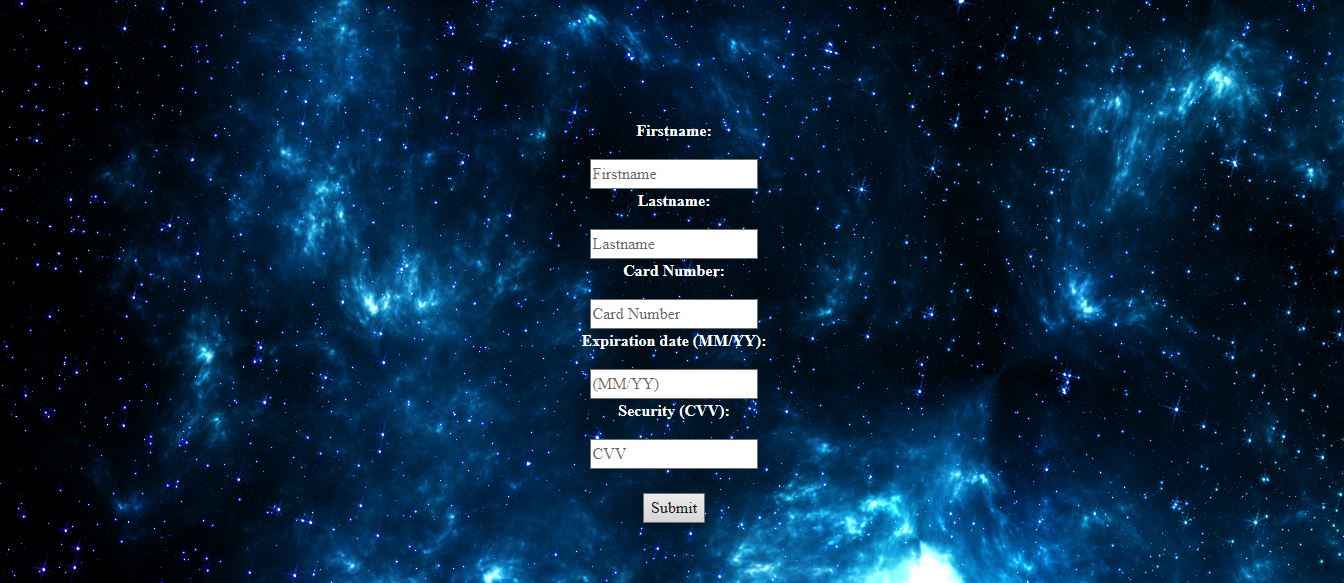 Firstname:
Firstname
Lastname:
Lastname
Card Number:
Card Number
Expiration date (MM/YY):
(MM/YY)
Security (CVV):
CVV
Submit